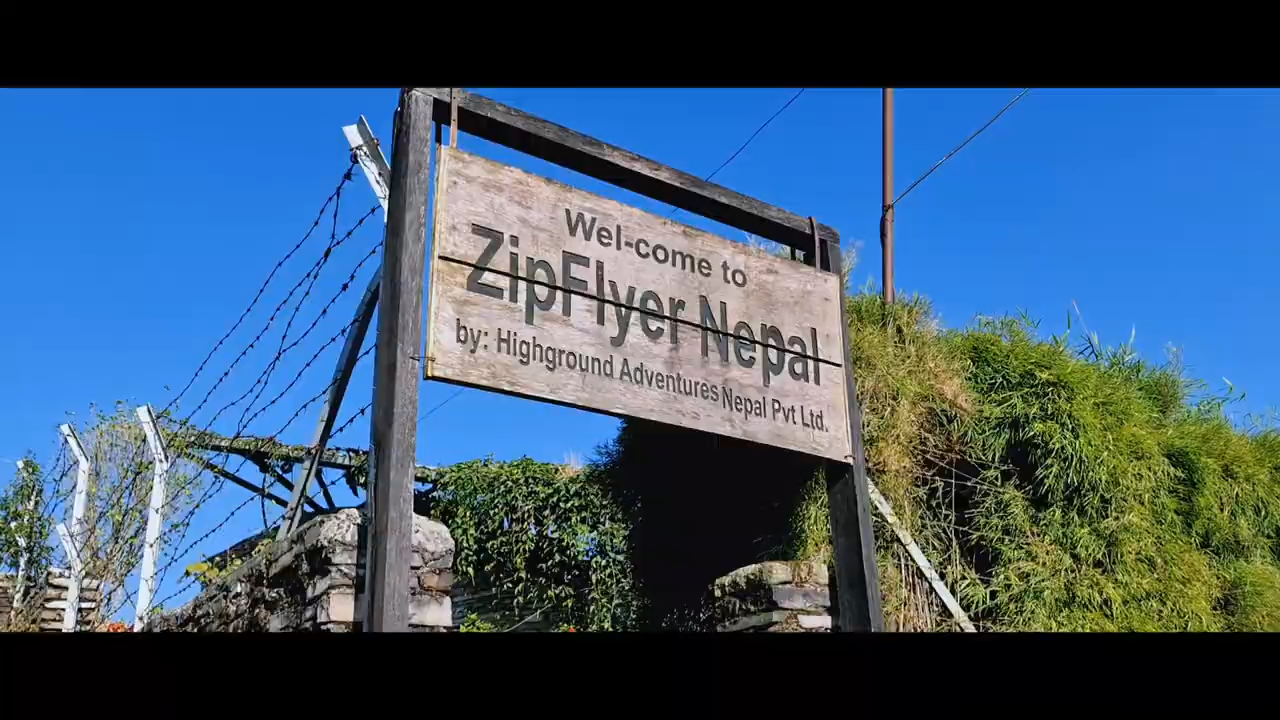 Wel-come to
ZipFlyer Nepal
by: Highground Adventures Nepal Pvt Ltd.